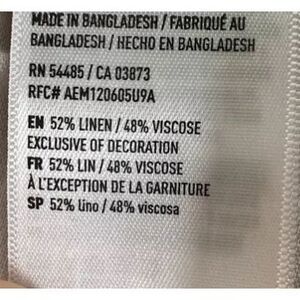 MADE IN BANGLADESH / FABRIQUÉ AU
BANGLADESH / HECHO EN BANGLADESH
RN 54485 / CA 03873
RFC# AEM120605U9A
EN 52% LINEN / 48% VISCOSE
EXCLUSIVE OF DECORATION
FR 52% LIN / 48% VISCOSE
À L'EXCEPTION DE LA GARNITURE
SP 52% lino / 48% viscosa